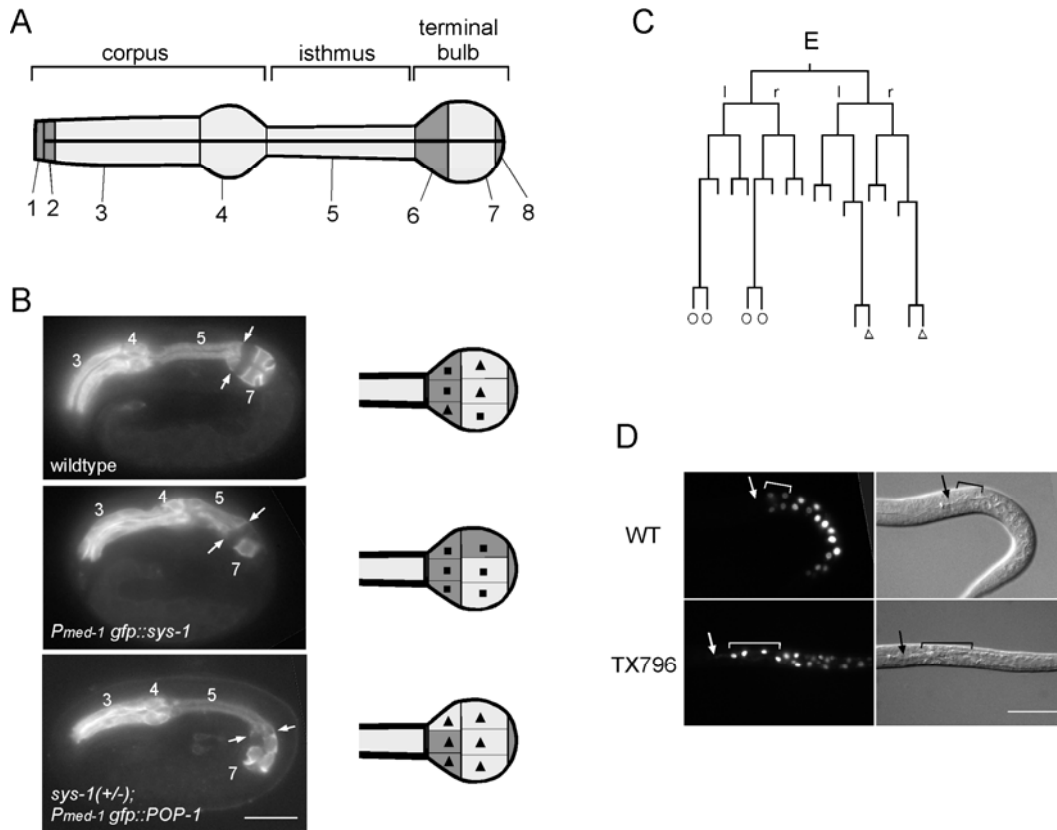 A
corpus
isthmus
terminal
bulb
1 2 3 4 5 6 7 8
B
3 4 5 7
wildtype
3 4 5 7
Pmed-1 gfp::sys-1
3 4 5 7
sys-1(+/-);
Pmed-1 gfp::POP-1
C
E
l r l r
D
WT
TX796